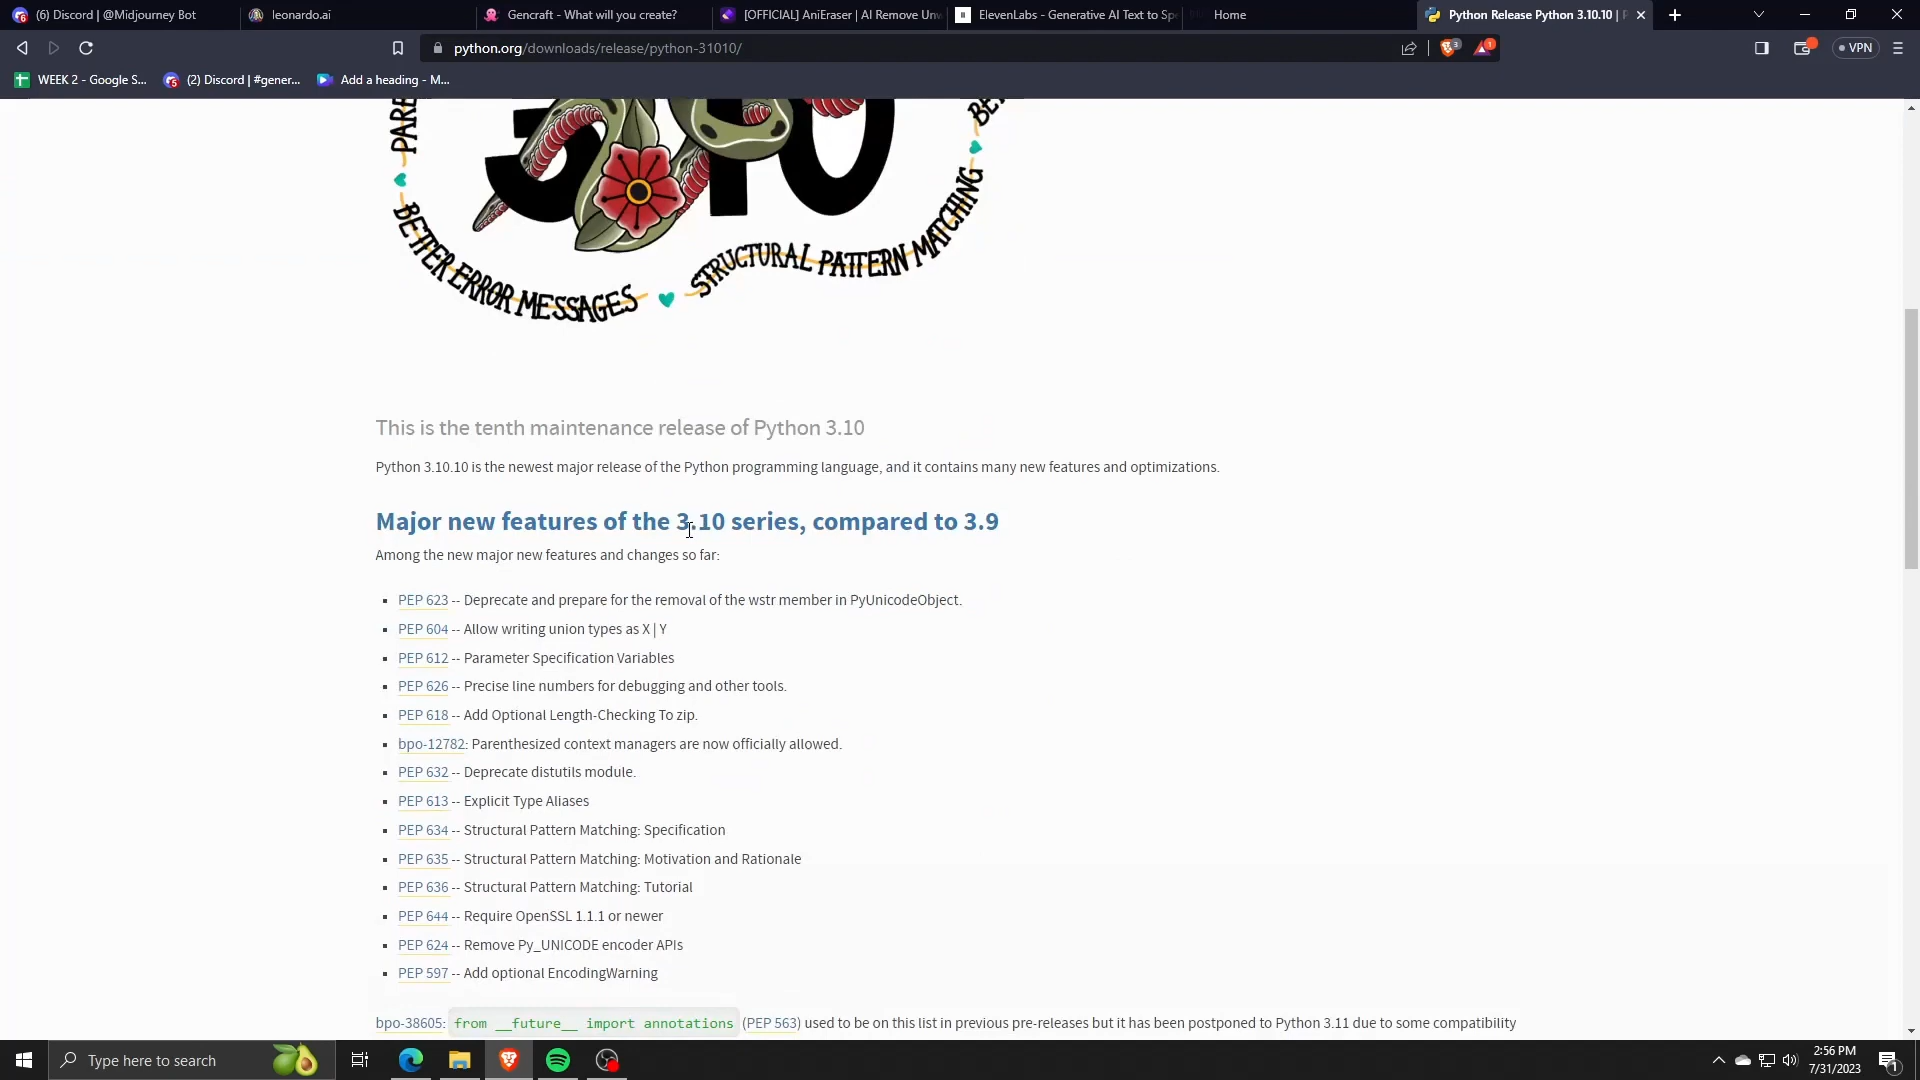 (6) Discord | @Midjourney Bot
leonardo.ai
Gencraft - What will you create?
[OFFICIAL] AniEraser | AI Remove Unw
ElevenLabs - Generative AI Text to Spe
Home
Python Release Python 3.10.10 |
python.org/downloads/release/python-31010/
3
1
VPN
WEEK 2 - Google S...
(2) Discord | #gener...
Add a heading - M...
3.10
BETTER ERROR MESSAGES
STRUCTURAL PATTERN MATCHING
This is the tenth maintenance release of Python 3.10
Python 3.10.10 is the newest major release of the Python programming language, and it contains many new features and optimizations.
Major new features of the 3.10 series, compared to 3.9
Among the new major new features and changes so far:
PEP 623 -- Deprecate and prepare for the removal of the wstr member in PyUnicodeObject.
PEP 604 -- Allow writing union types as X | Y
PEP 612 -- Parameter Specification Variables
PEP 626 -- Precise line numbers for debugging and other tools.
PEP 618 -- Add Optional Length-Checking To zip.
bpo-12782: Parenthesized context managers are now officially allowed.
PEP 632 -- Deprecate distutils module.
PEP 613 -- Explicit Type Aliases
PEP 634 -- Structural Pattern Matching: Specification
PEP 635 -- Structural Pattern Matching: Motivation and Rationale
PEP 636 -- Structural Pattern Matching: Tutorial
PEP 644 -- Require OpenSSL 1.1.1 or newer
PEP 624 -- Remove Py_UNICODE encoder APIs
PEP 597 -- Add optional EncodingWarning
bpo-38605: from __future__ import annotations (PEP 563) used to be on this list in previous pre-releases but it has been postponed to Python 3.11 due to some compatibility
Type here to search
2:56 PM
7/31/2023
1